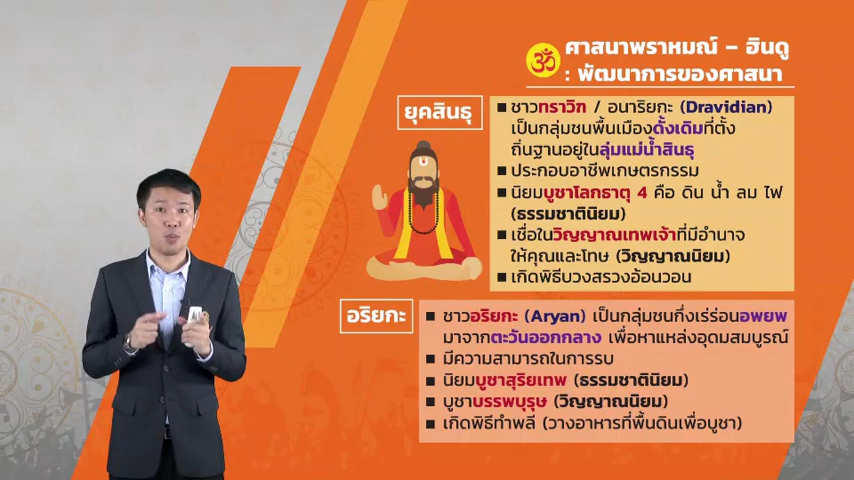 ศาสนาพราหมณ์ – ฮินดู
: พัฒนาการของศาสนา
ยุคสินธุ
■ ชาวทราวิฑ / อนาริยกะ (Dravidian)
เป็นกลุ่มชนพื้นเมืองดั้งเดิมที่ตั้ง
ถิ่นฐานอยู่ในลุ่มแม่น้ำสินธุ
■ ประกอบอาชีพเกษตรกรรม
■ นิยมบูชาโลกธาตุ 4 คือ ดิน น้ำ ลม ไฟ
(ธรรมชาตินิยม)
■ เชื่อในวิญญาณเทพเจ้าที่มีอำนาจ
ให้คุณและโทษ (วิญญาณนิยม)
■ เกิดพิธีบวงสรวงอ้อนวอน
อริยกะ
■ ชาวอริยกะ (Aryan) เป็นกลุ่มชนกึ่งเร่ร่อนอพยพ
มาจากตะวันออกกลาง เพื่อหาแหล่งอุดมสมบูรณ์
■ มีความสามารถในการรบ
■ นิยมบูชาสุริยเทพ (ธรรมชาตินิยม)
■ บูชาบรรพบุรุษ (วิญญาณนิยม)
■ เกิดพิธีทำพลี (วางอาหารที่พื้นดินเพื่อบูชา)